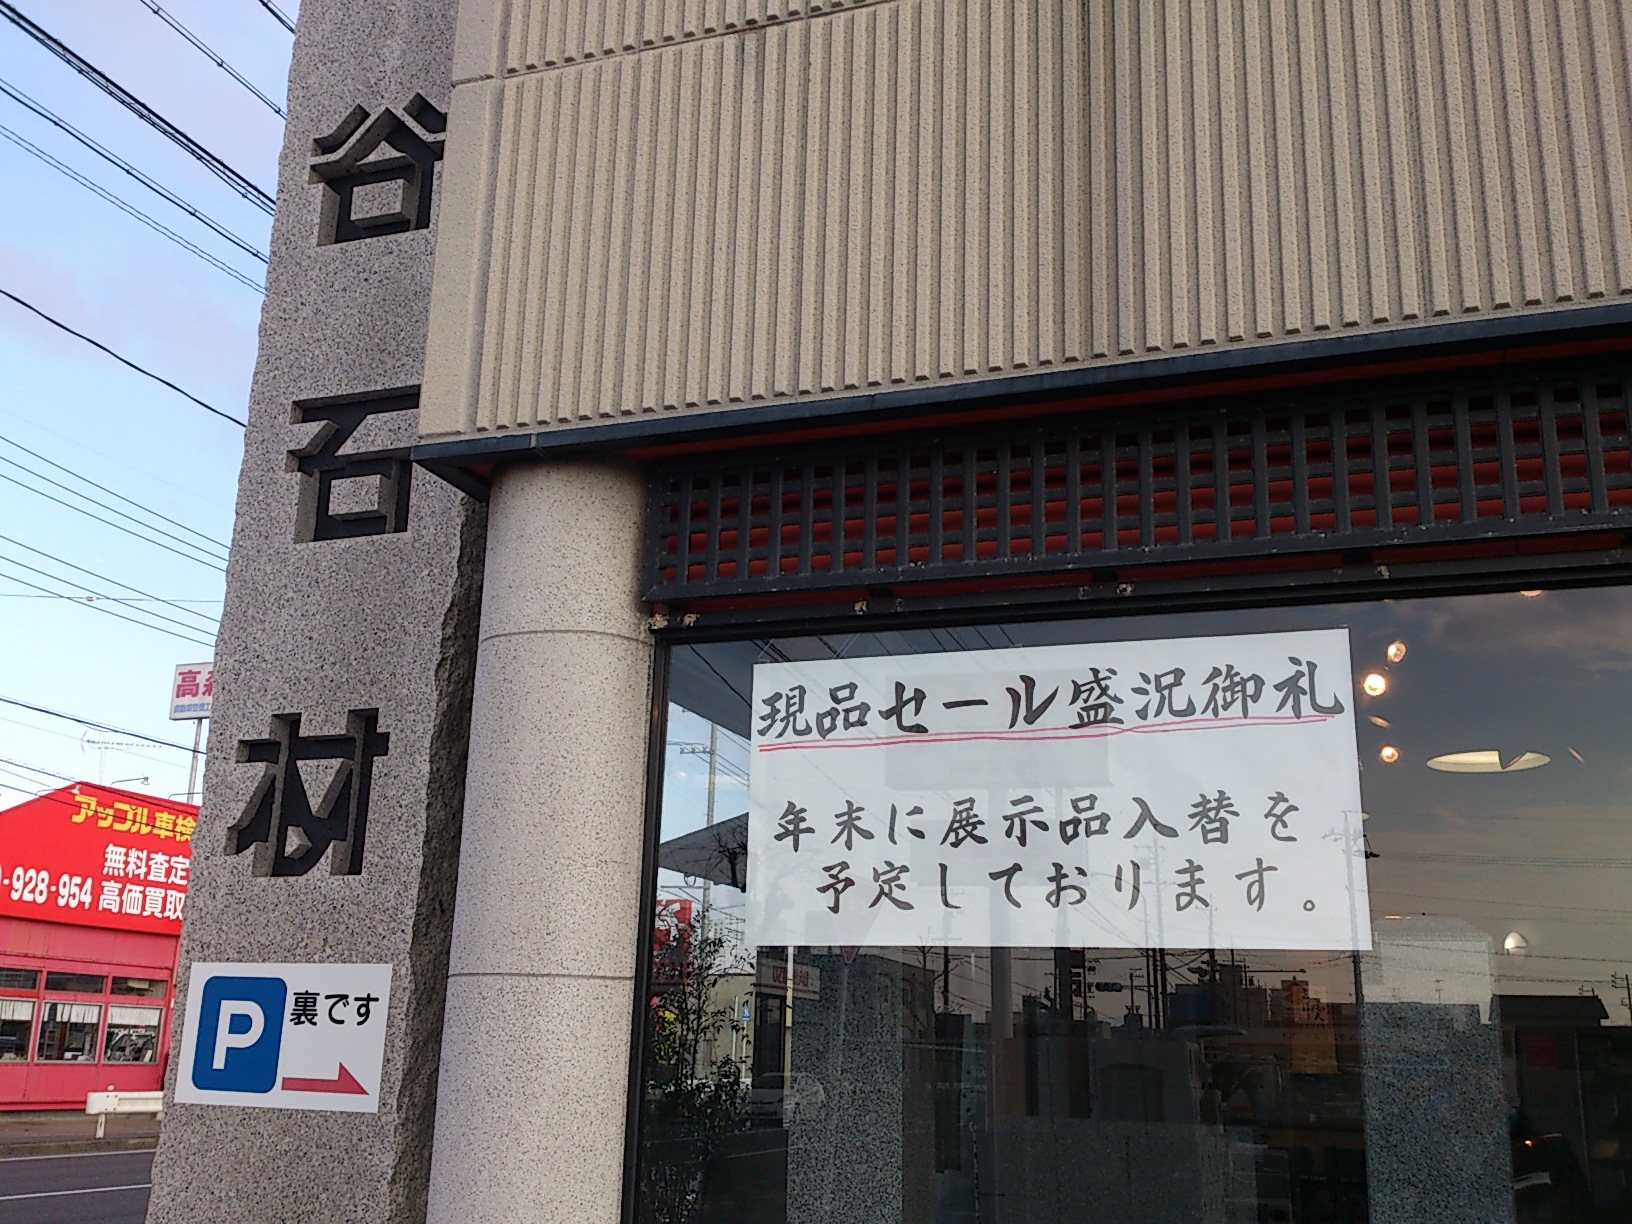 谷石材
現品セール盛況御礼
年末に展示品入替を
予定しております。
P 裏です
高
アップル車検
無料査定
-928-954 高価買取